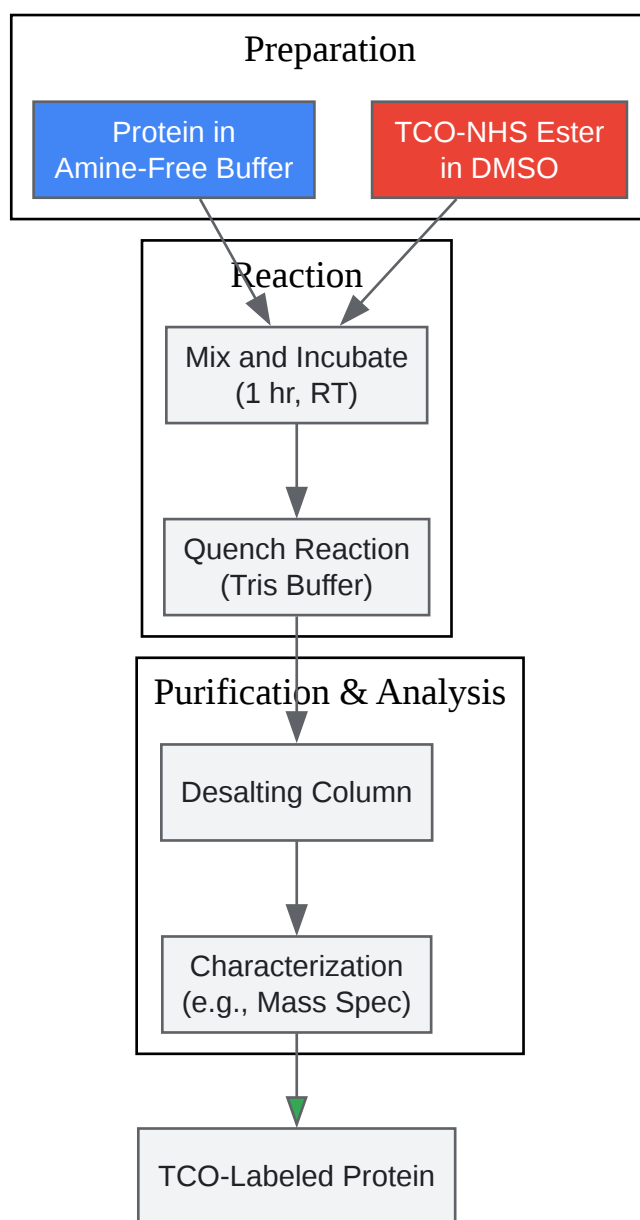 Preparation
Protein in
Amine-Free Buffer
TCO-NHS Ester
in DMSO
Reaction
Mix and Incubate
(1 hr, RT)
Quench Reaction
(Tris Buffer)
Purification & Analysis
Desalting Column
Characterization
(e.g., Mass Spec)
TCO-Labeled Protein